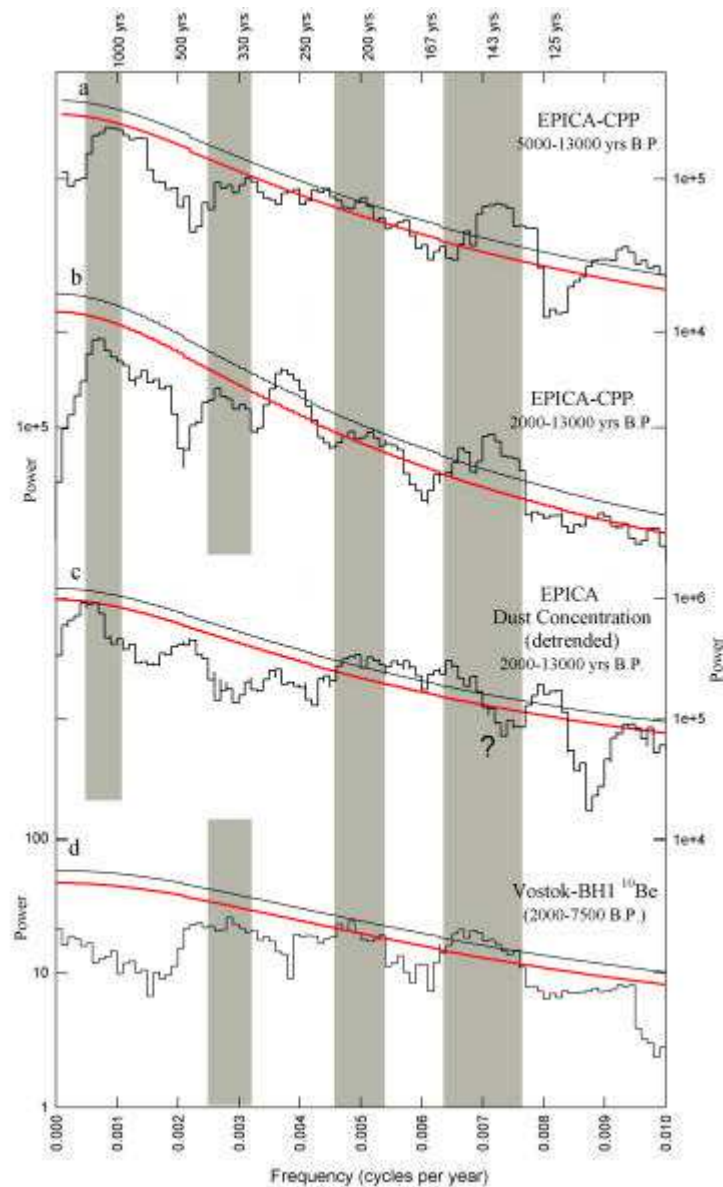 1000 yrs
500 yrs
330 yrs
250 yrs
200 yrs
167 yrs
143 yrs
125 yrs
a
EPICA-CPP
5000-13000 yrs B.P.
1e+5
b
1e+4
EPICA-CPP
2000-13000 yrs B.P.
1e+5
Power
c
EPICA
1e+6
Dust Concentration
(detrended)
2000-13000 yrs B.P.
1e+5
?
Power
100
1e+4
d
Vostok-BH1 10Be
(2000-7500 B.P.)
Power
10
1
0.000
0.001
0.002
0.003
0.004
0.005
0.006
0.007
0.008
0.009
0.010
Frequency (cycles per year)